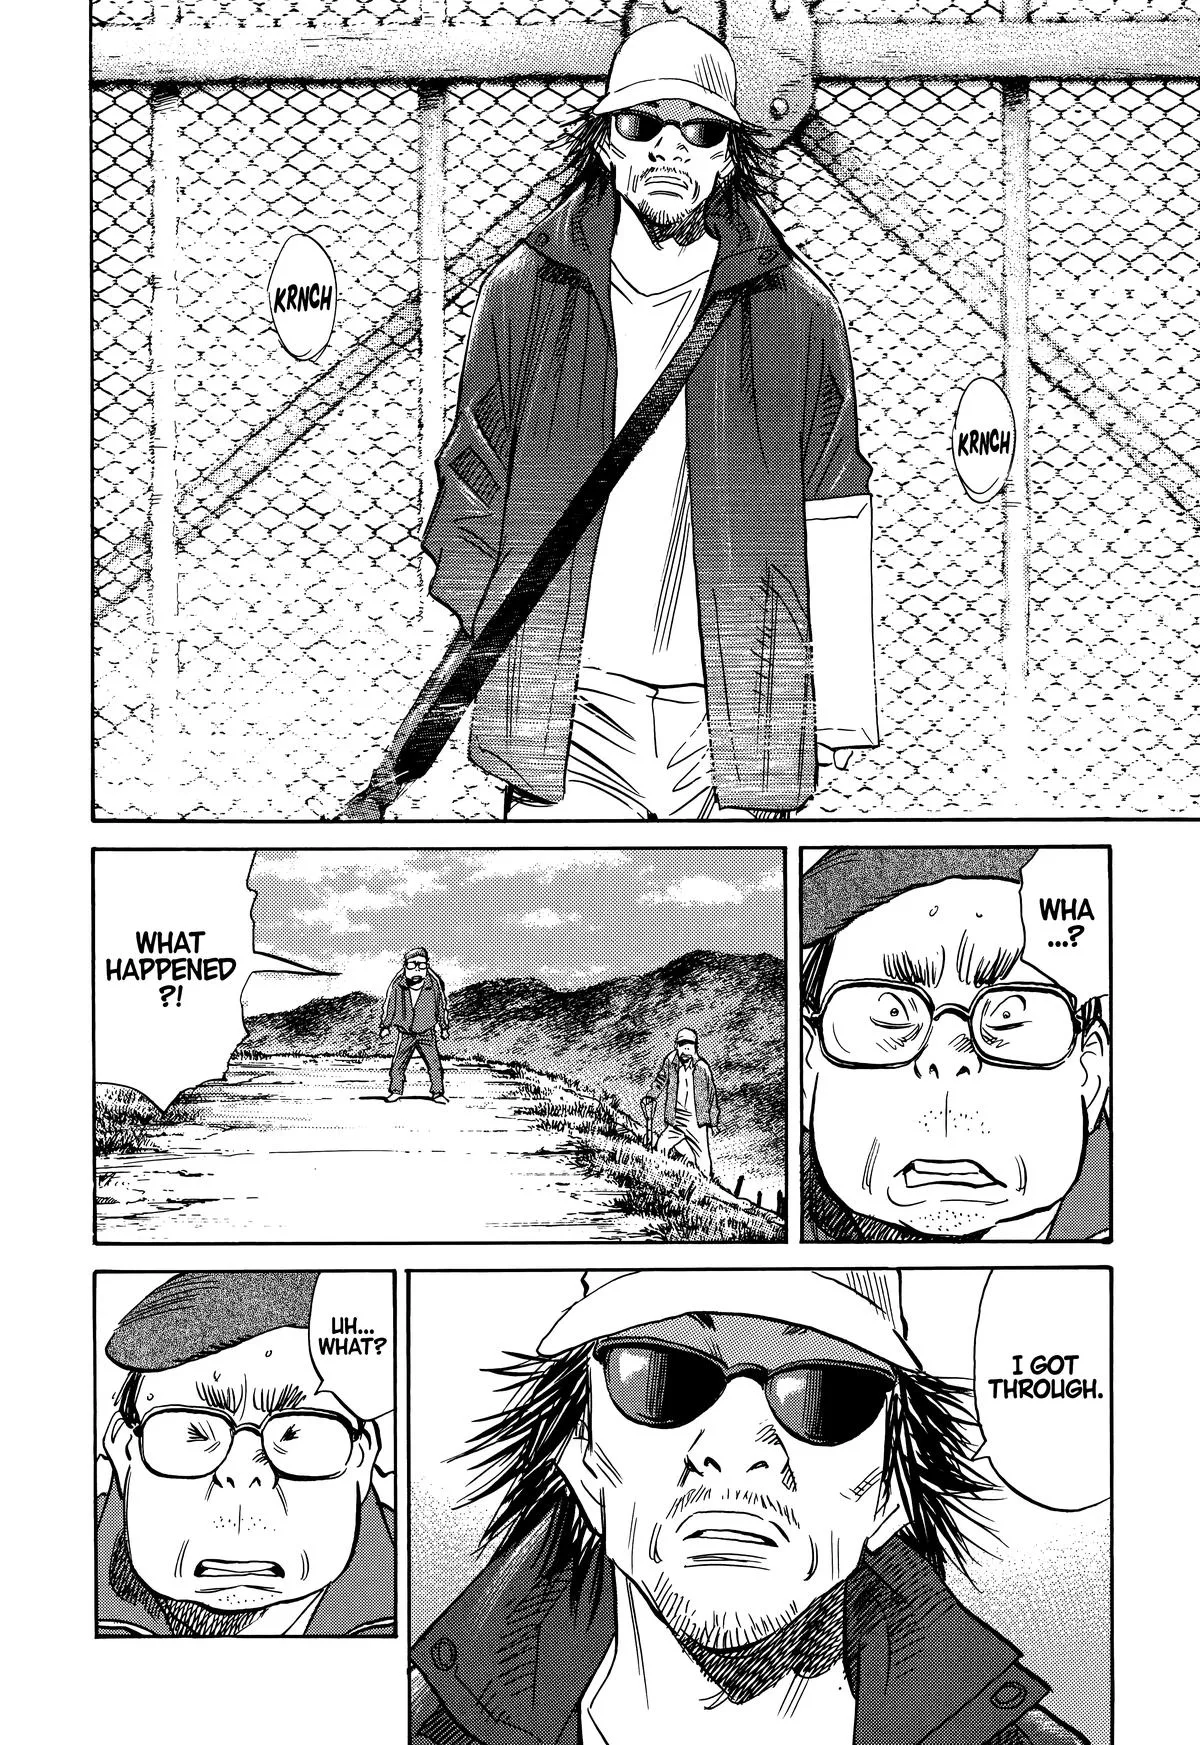 KRNCH
KRNCH
WHA
...?
WHAT
HAPPENED
?!
I GOT
THROUGH.
UH...
WHAT?